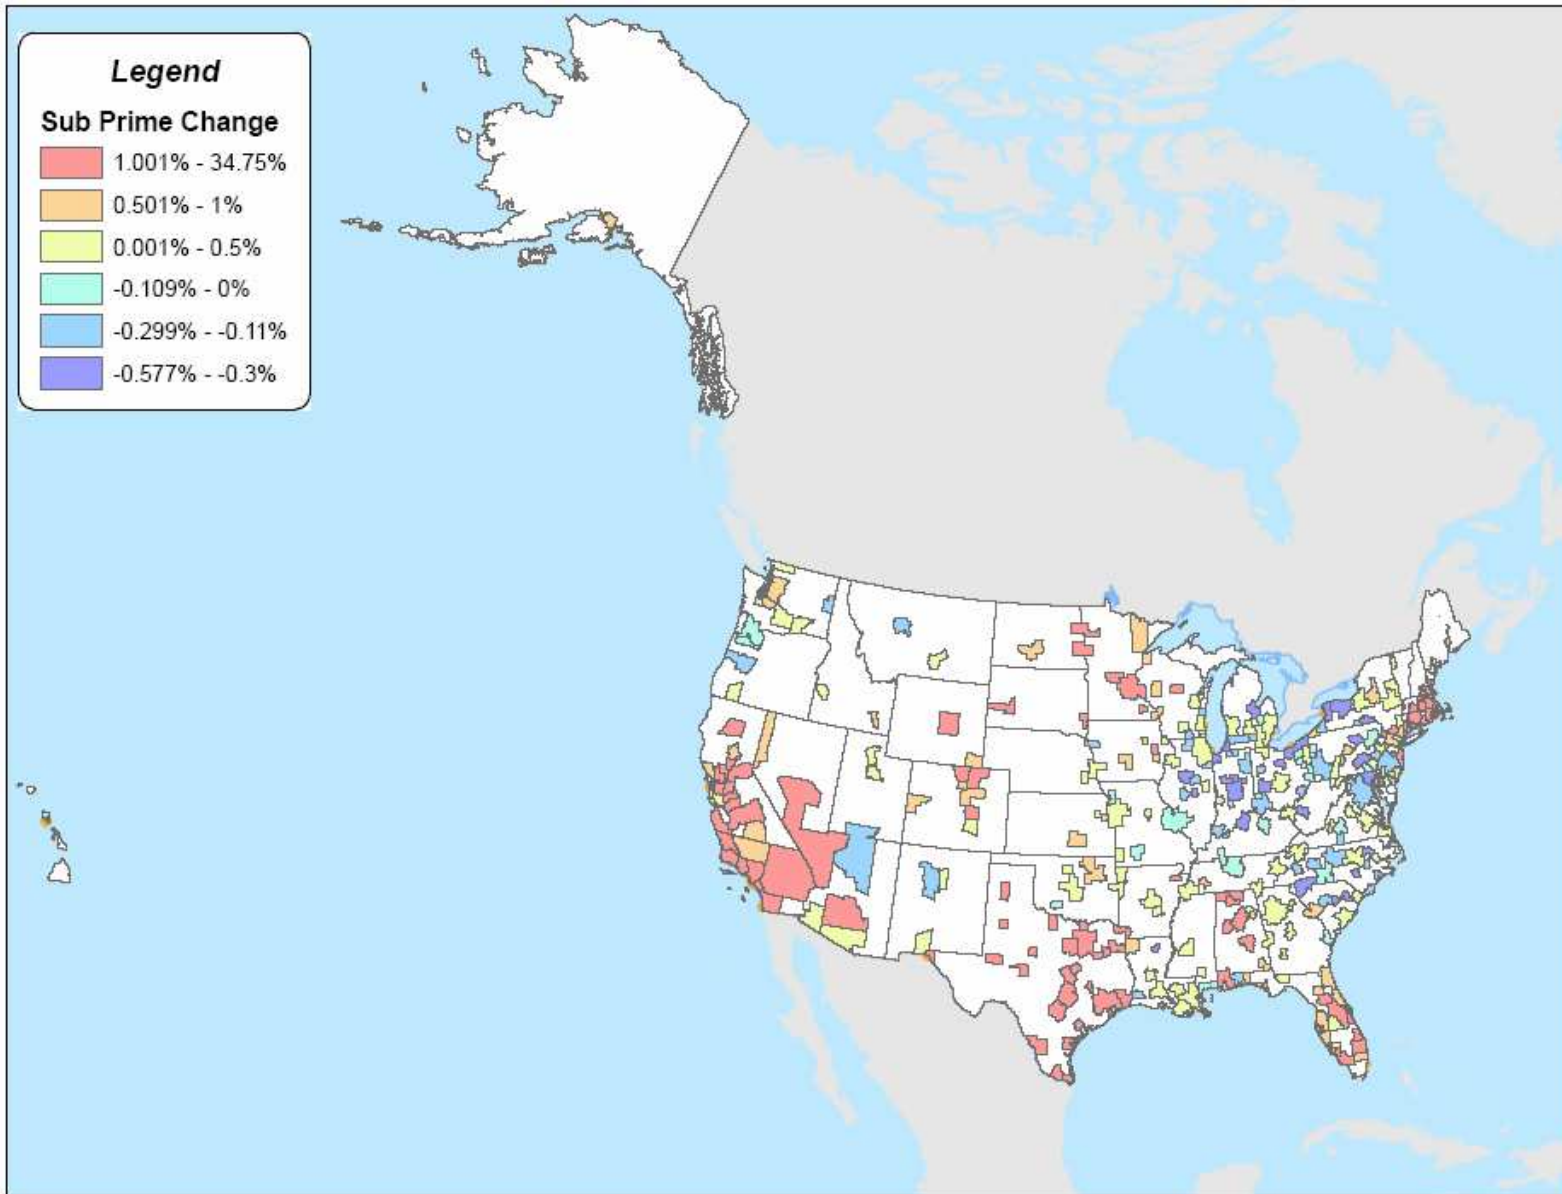 Legend
Sub Prime Change
1.001% - 34.75%
0.501% - 1%
0.001% - 0.5%
-0.109% - 0%
-0.299% - -0.11%
-0.577% - -0.3%